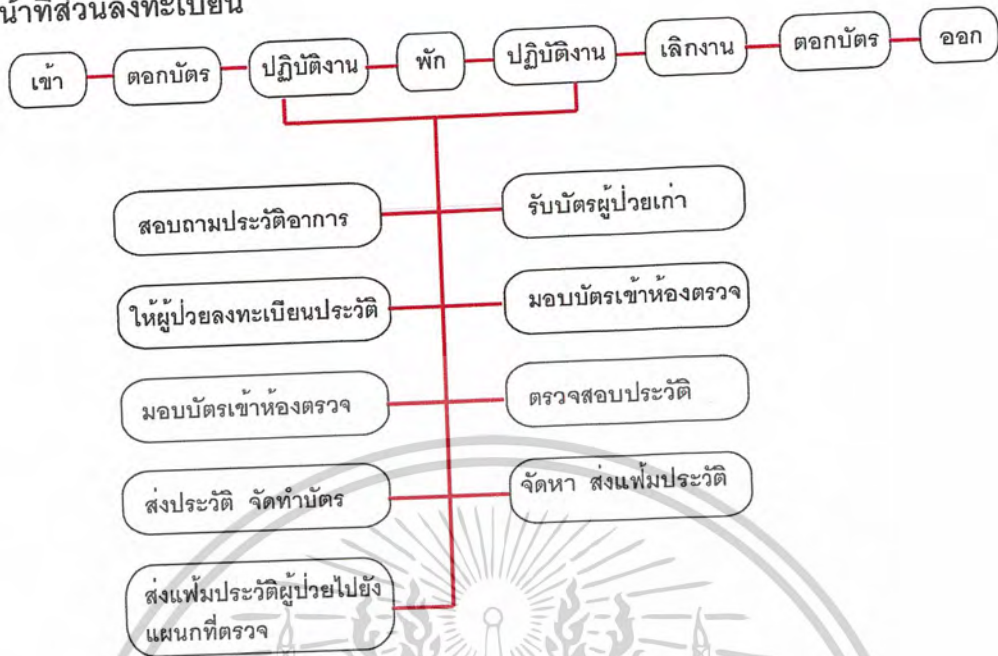 น้าที่ส่วนลงทะเบียน
เข้า
ตอกบัตร
ปฏิบัติงาน
พัก
ปฏิบัติงาน
เลิกงาน
ตอกบัตร
ออก
สอบถามประวัติอาการ
รับบัตรผู้ป่วยเก่า
ให้ผู้ป่วยลงทะเบียนประวัติ
มอบบัตรเข้าห้องตรวจ
มอบบัตรเข้าห้องตรวจ
ตรวจสอบประวัติ
ส่งประวัติ จัดทำบัตร
จัดหา ส่งแฟ้มประวัติ
ส่งแฟ้มประวัติผู้ป่วยไปยัง
แผนกที่ตรวจ